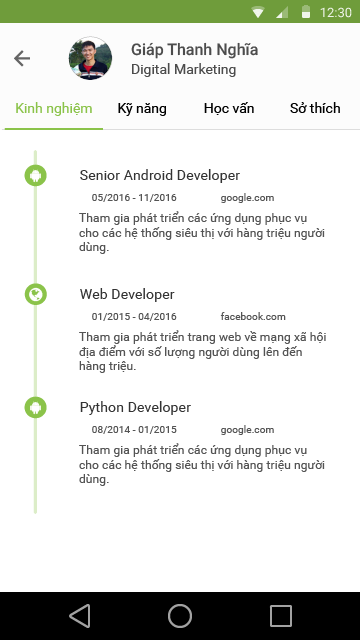 12:30
Giáp Thanh Nghĩa
Digital Marketing
Kinh nghiệm Kỹ năng Học vấn Sở thích
Senior Android Developer
05/2016 - 11/2016 google.com
Tham gia phát triển các ứng dụng phục vụ
cho các hệ thống siêu thị với hàng triệu người
dùng.
Web Developer
01/2015 - 04/2016 facebook.com
Tham gia phát triển trang web về mạng xã hội
địa điểm với số lượng người dùng lên đến
hàng triệu.
Python Developer
08/2014 - 01/2015 google.com
Tham gia phát triển các ứng dụng phục vụ
cho các hệ thống siêu thị với hàng triệu người
dùng.